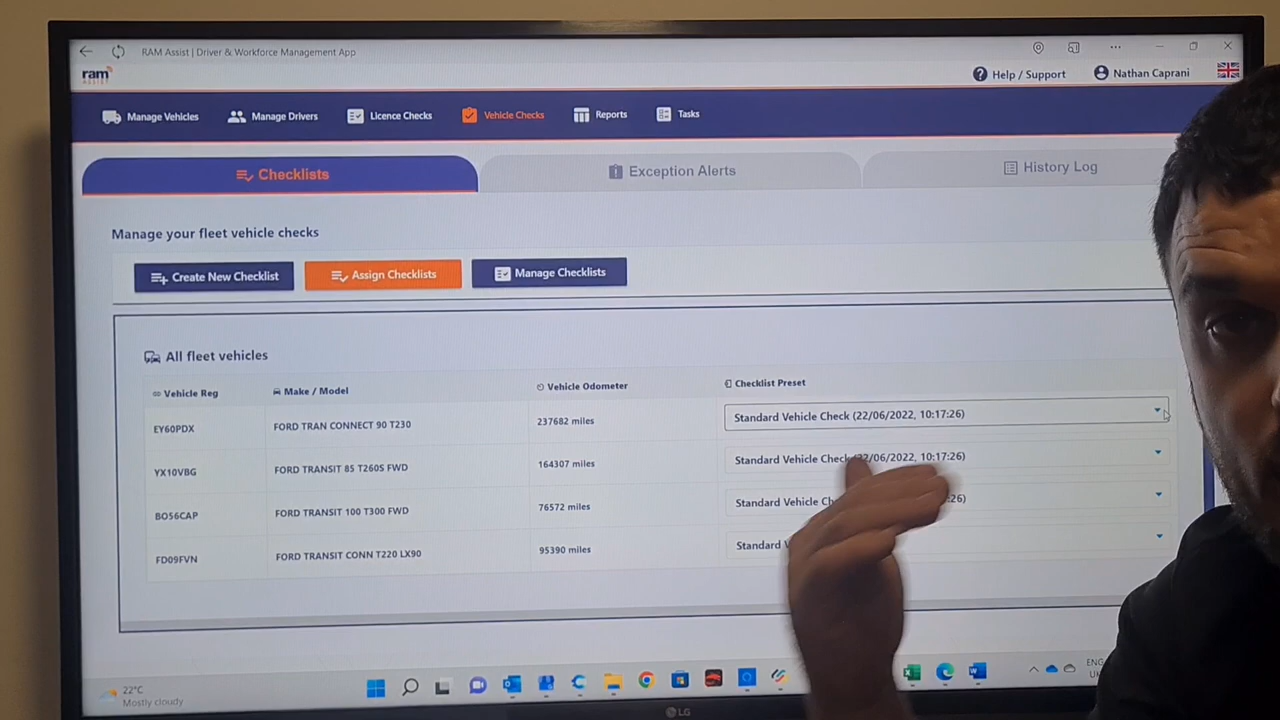 RAM Assist | Driver & Workforce Management App
ram
Help / Support
Nathan Caprani
Manage Vehicles
Manage Drivers
Licence Checks
Vehicle Checks
Reports
Tasks
Checklists
Exception Alerts
History Log
Manage your fleet vehicle checks
Create New Checklist
Assign Checklists
Manage Checklists
All fleet vehicles
Vehicle Reg Make / Model Vehicle Odometer Checklist Preset
EY60PDX FORD TRAN CONNECT 90 T230 237682 miles Standard Vehicle Check (22/06/2022, 10:17:26)
YX10VBG FORD TRANSIT 85 T260S FWD 164307 miles Standard Vehicle Check (22/06/2022, 10:17:26)
BO56CAP FORD TRANSIT 100 T300 FWD 76572 miles Standard Vehicle :26)
FD09FVN FORD TRANSIT CONN T220 LX90 95390 miles Standard
22°C
Mostly cloudy
ENG
LG